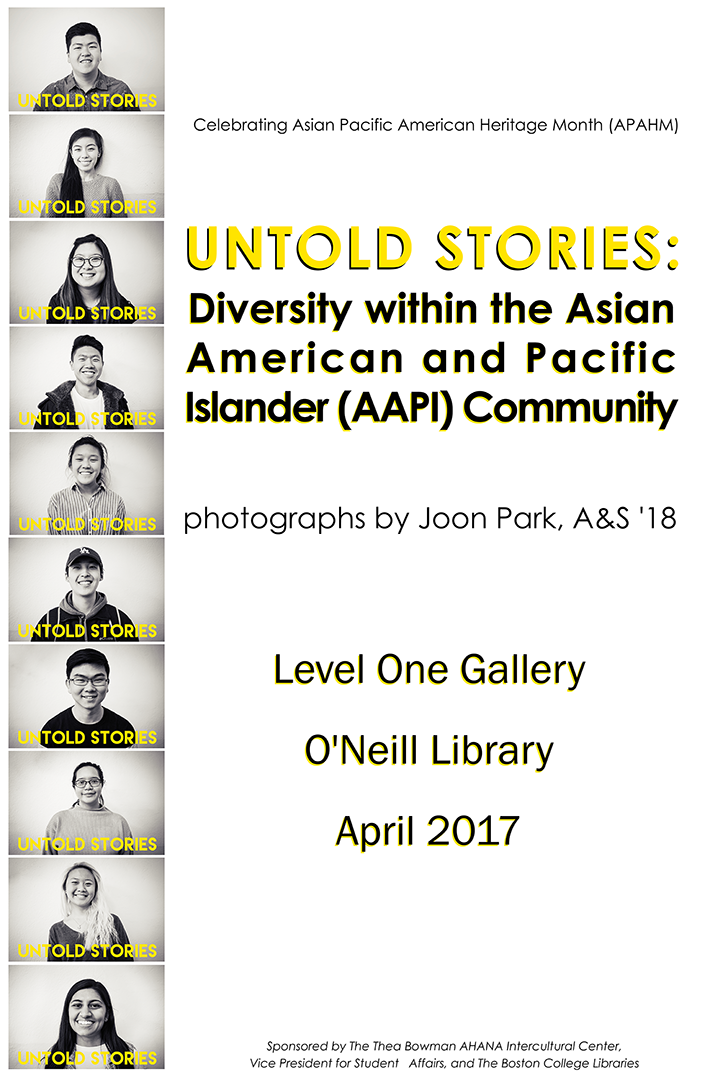 UNTOLD STORIES
UNTOLD STORIES
UNTOLD STORIES
UNTOLD STORIES
UNTOLD STORIES
UNTOLD STORIES
UNTOLD STORIES
UNTOLD STORIES
UNTOLD STORIES
UNTOLD STORIES
Celebrating Asian Pacific American Heritage Month (APAHM)
UNTOLD STORIES:
Diversity within the Asian
American and Pacific
Islander (AAPI) Community
photographs by Joon Park, A&S '18
Level One Gallery
O'Neill Library
April 2017
Sponsored by The Thea Bowman AHANA Intercultural Center,
Vice President for Student Affairs, and The Boston College Libraries